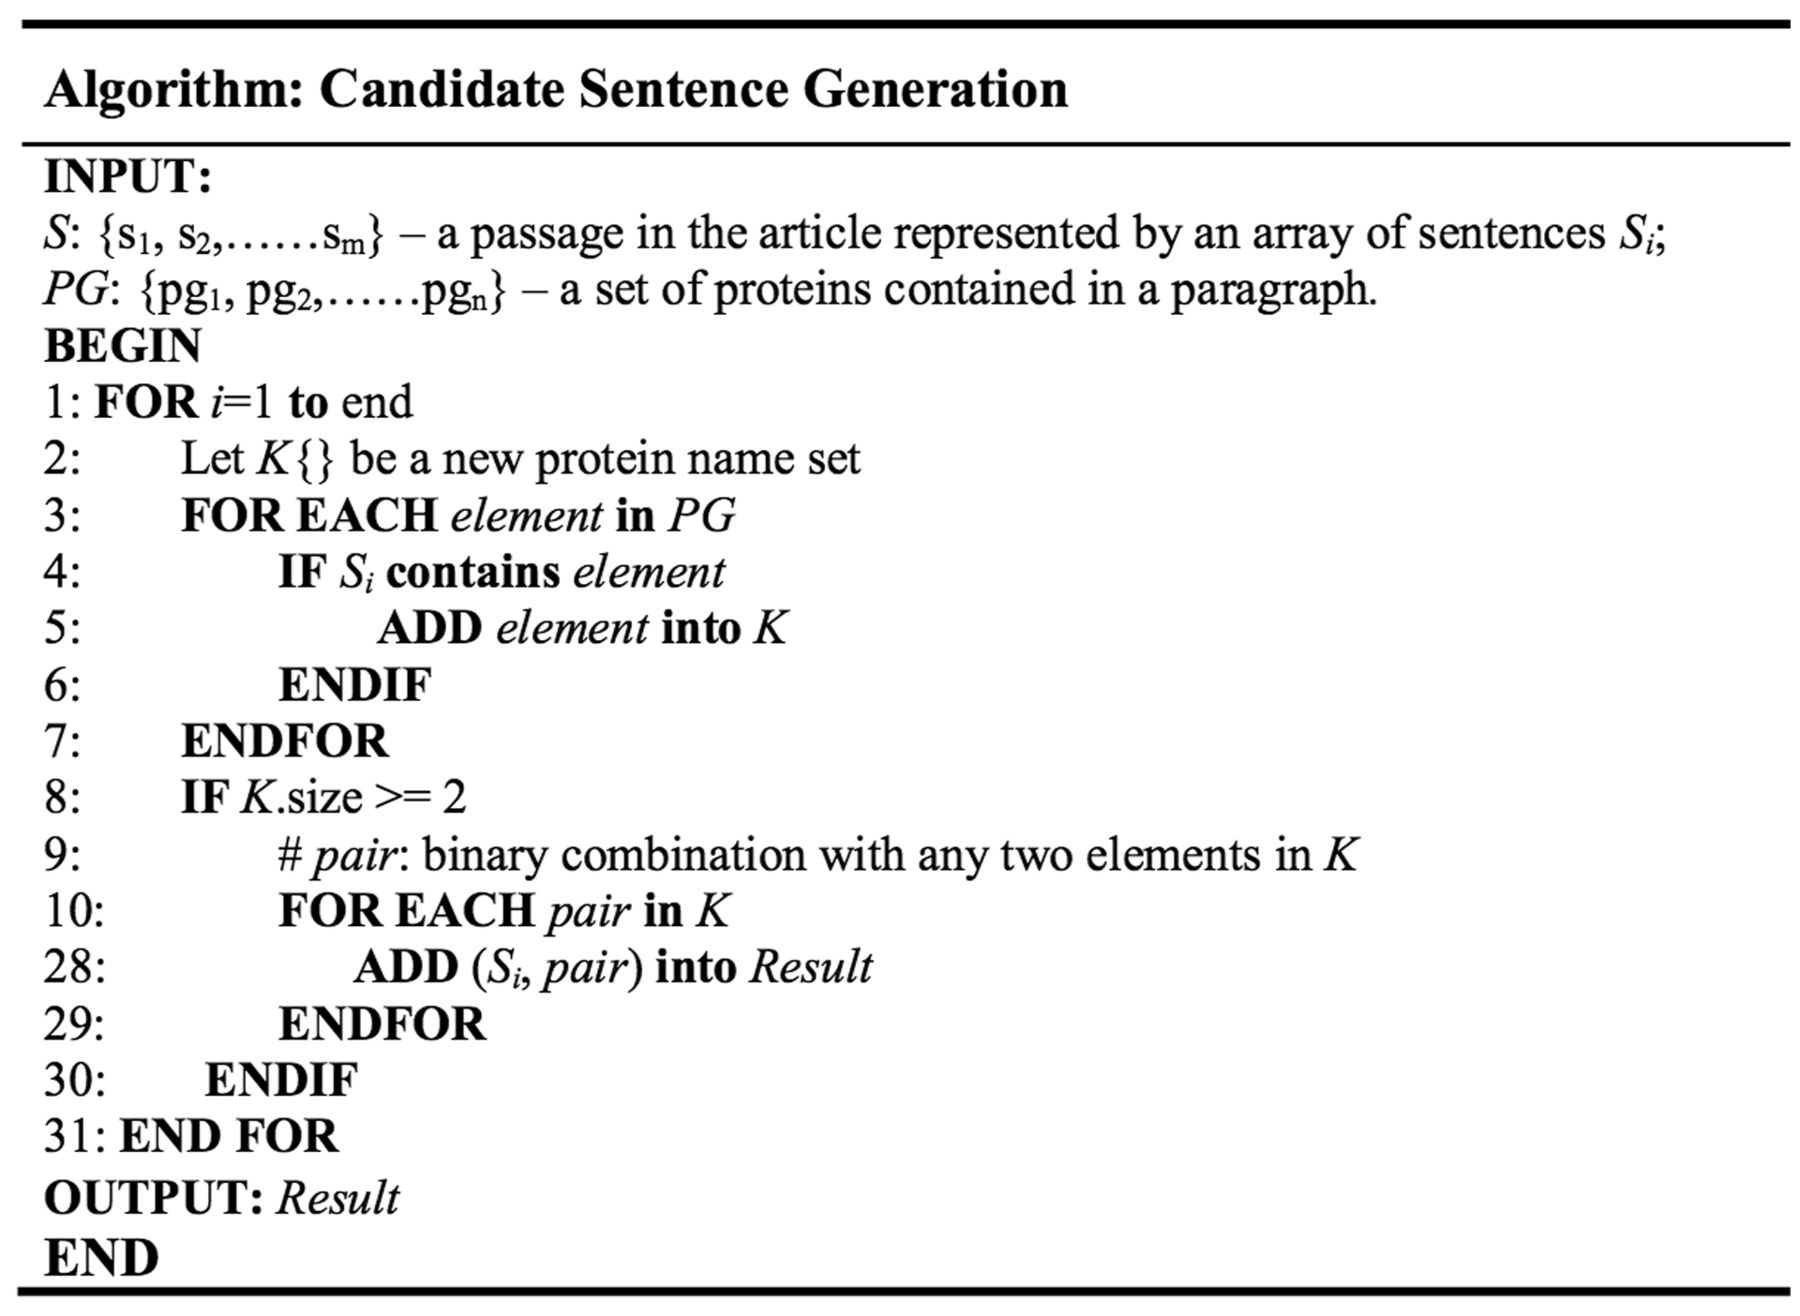 Algorithm: Candidate Sentence Generation
INPUT:
S: {s₁, s₂,……sₘ} – a passage in the article represented by an array of sentences Sᵢ;
PG: {pg₁, pg₂,……pgₙ} – a set of proteins contained in a paragraph.
BEGIN
1: FOR i=1 to end
2: Let K{} be a new protein name set
3: FOR EACH element in PG
4: IF Sᵢ contains element
5: ADD element into K
6: ENDIF
7: ENDFOR
8: IF K.size >= 2
9: # pair: binary combination with any two elements in K
10: FOR EACH pair in K
28: ADD (Sᵢ, pair) into Result
29: ENDFOR
30: ENDIF
31: END FOR
OUTPUT: Result
END